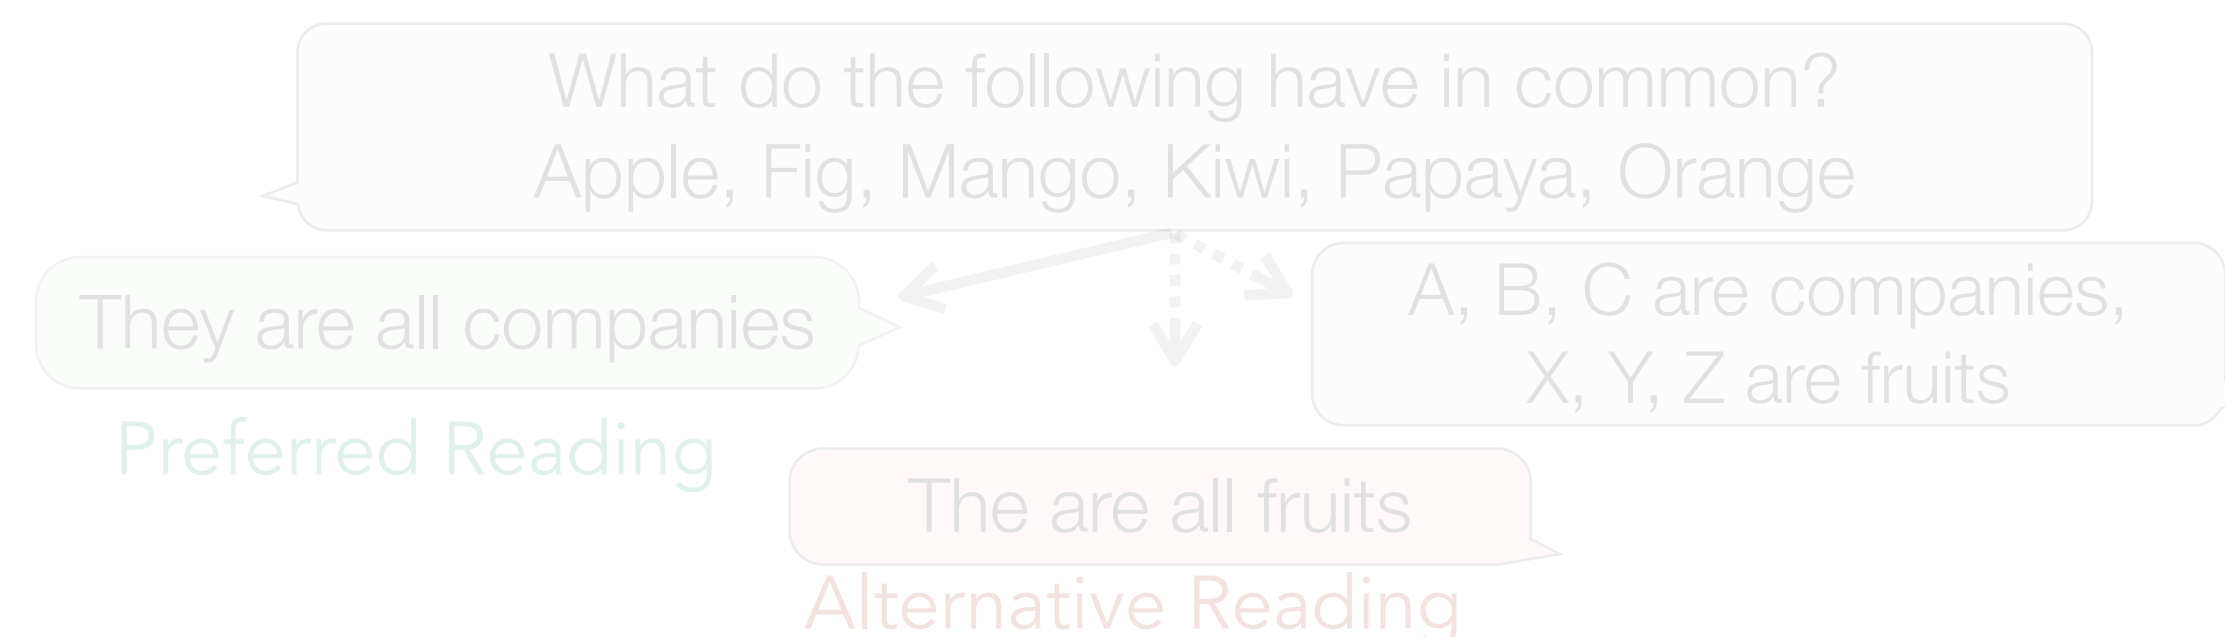 What do the following have in common?
Apple, Fig, Mango, Kiwi, Papaya, Orange
They are all companies
Preferred Reading
A, B, C are companies,
X, Y, Z are fruits
The are all fruits
Alternative Reading